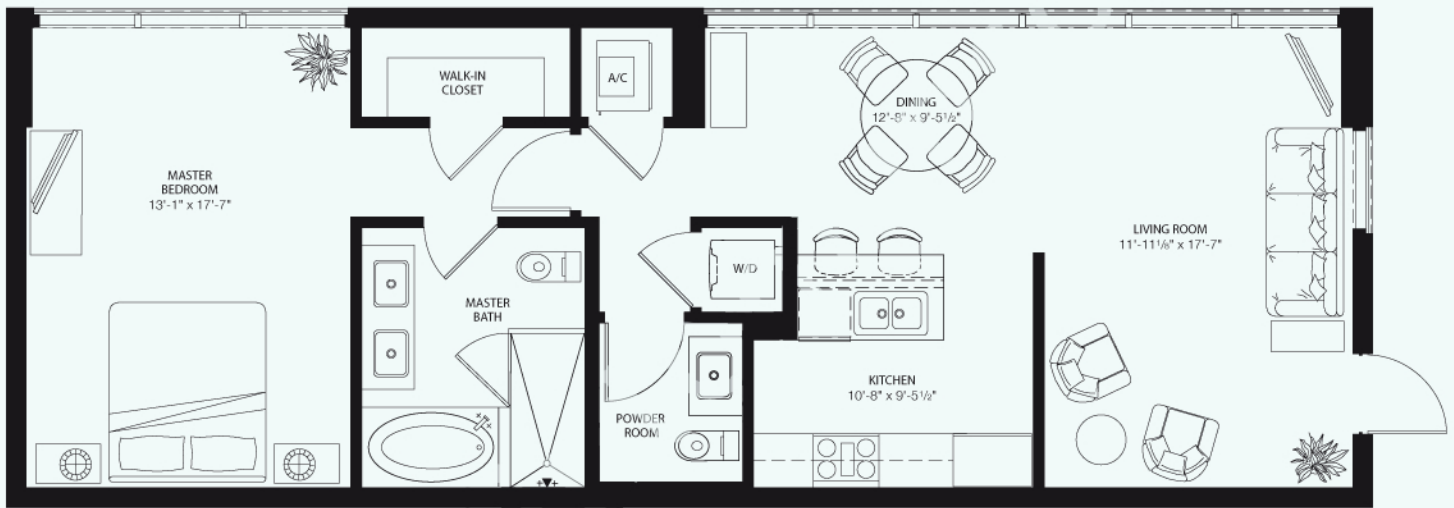 WALK-IN
CLOSET
A/C
DINING
12'-8" x 9'-5½"
MASTER
BEDROOM
13'-1" x 17'-7"
LIVING ROOM
11'-11⅛" x 17'-7"
W/D
MASTER
BATH
KITCHEN
10'-8" x 9'-5½"
POWDER
ROOM